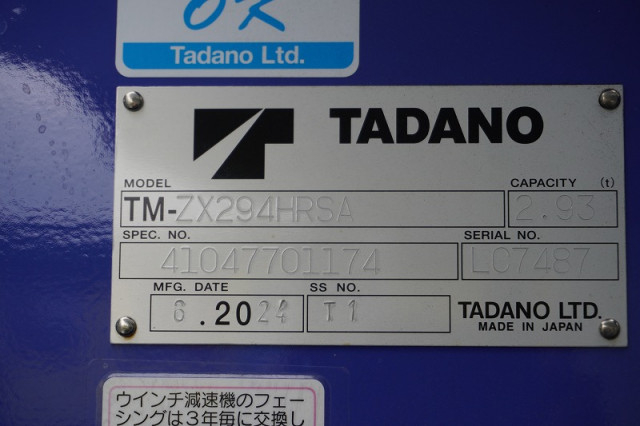 OK
Tadano Ltd.
TADANO
MODEL
TM-ZX294HRSA
CAPACITY (t)
2.93
SPEC. NO.
41047701174
SERIAL NO.
LC7487
MFG. DATE
.2024
SS NO.
T1
TADANO LTD.
MADE IN JAPAN
ウインチ減速機のフェー
シングは3年毎に交換し